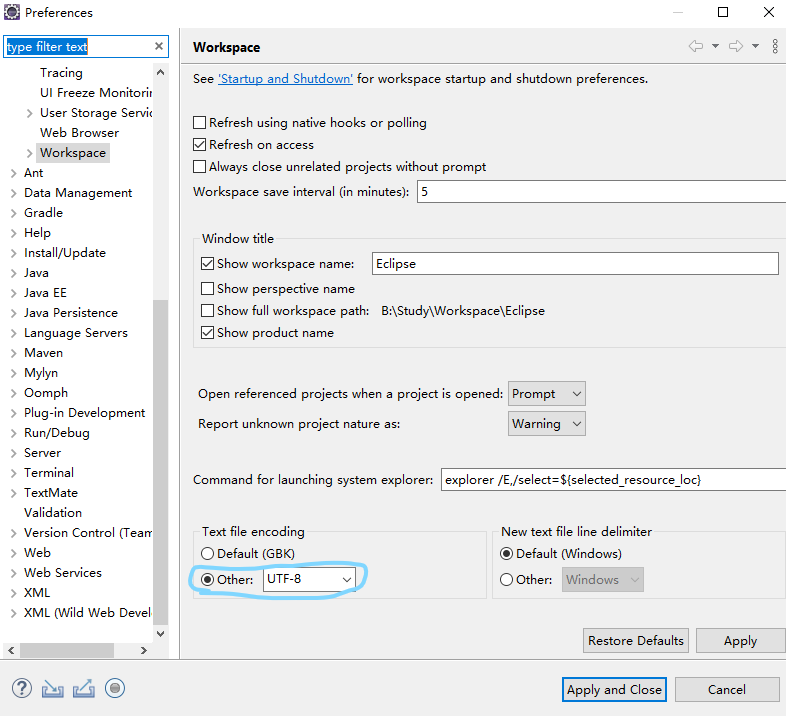 Preferences
type filter text
Tracing
UI Freeze Monitorin
User Storage Servic
Web Browser
Workspace
Ant
Data Management
Gradle
Help
Install/Update
Java
Java EE
Java Persistence
Language Servers
Maven
Mylyn
Oomph
Plug-in Development
Run/Debug
Server
Terminal
TextMate
Validation
Version Control (Team
Web
Web Services
XML
XML (Wild Web Devel
Workspace
See 'Startup and Shutdown' for workspace startup and shutdown preferences.
Refresh using native hooks or polling
Refresh on access
Always close unrelated projects without prompt
Workspace save interval (in minutes): 5
Window title
Show workspace name: Eclipse
Show perspective name
Show full workspace path: B:\Study\Workspace\Eclipse
Show product name
Open referenced projects when a project is opened: Prompt
Report unknown project nature as: Warning
Command for launching system explorer: explorer /E,/select=${selected_resource_loc}
Text file encoding
Default (GBK)
Other: UTF-8
New text file line delimiter
Default (Windows)
Other: Windows
Restore Defaults
Apply
Apply and Close
Cancel